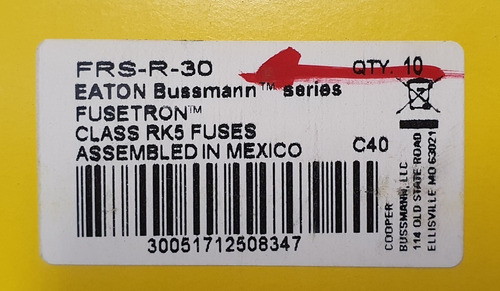 FRS-R-30
QTY. 10
EATON Bussmann™ series
FUSETRON™
CLASS RK5 FUSES
ASSEMBLED IN MEXICO
C40
30051712508347
COOPER
BUSSMANN, LLC
114 OLD STATE ROAD
ELLISVILLE MO 63021